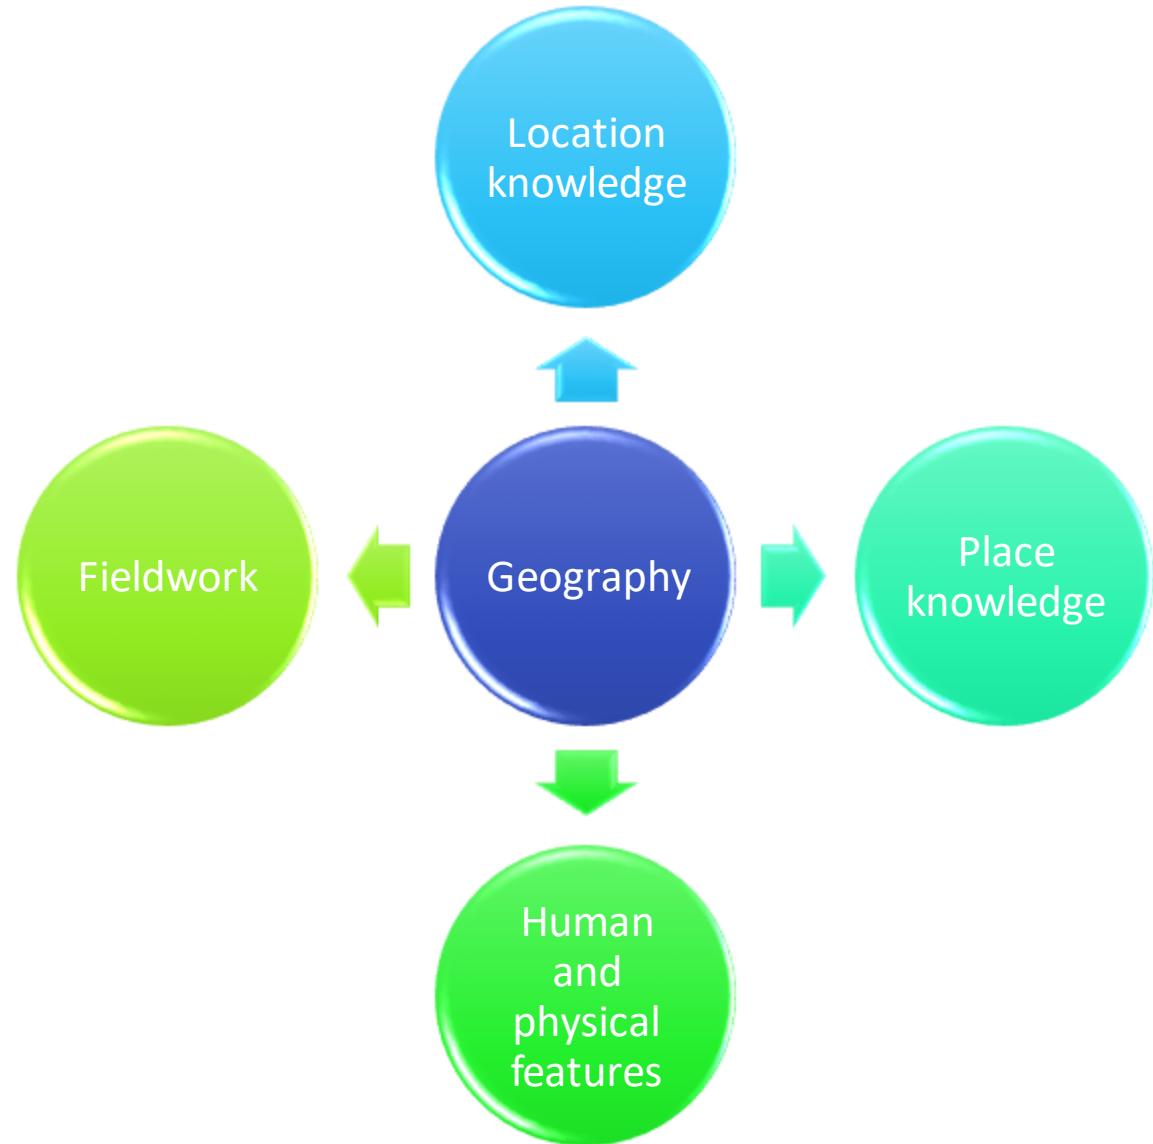 Location
knowledge
Fieldwork
Geography
Place
knowledge
Human
and
physical
features